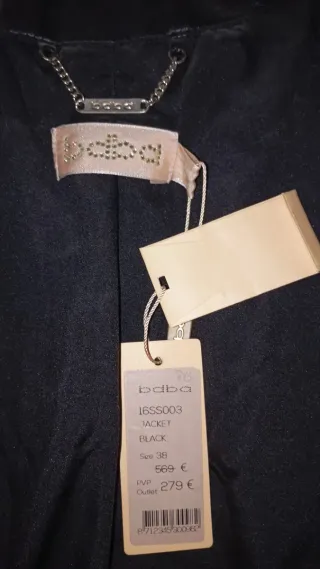 bdba
bdba
bdba
16SS003
JACKET
BLACK
Size 38
569 €
PVP
Outlet 279 €